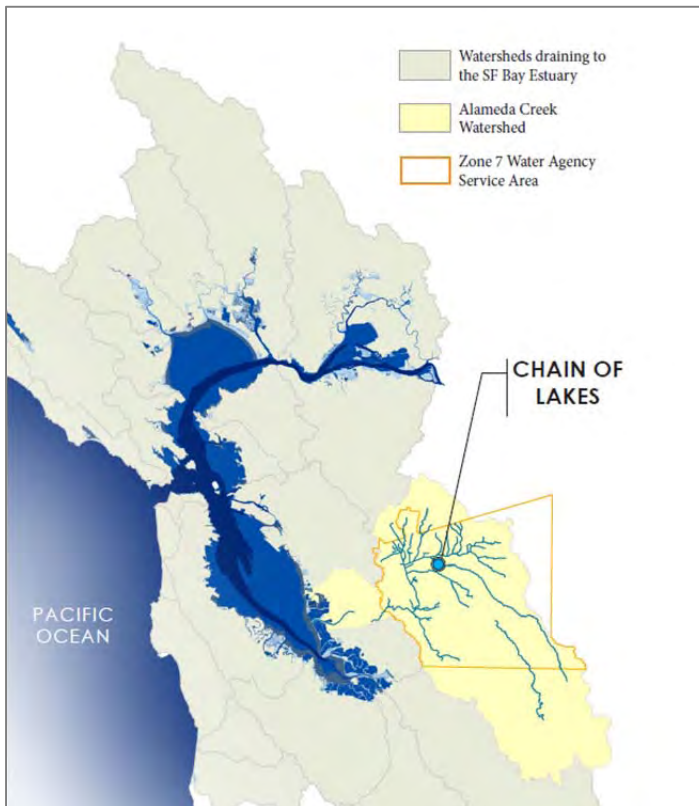 Watersheds draining to
the SF Bay Estuary
Alameda Creek
Watershed
Zone 7 Water Agency
Service Area
CHAIN OF
LAKES
PACIFIC
OCEAN